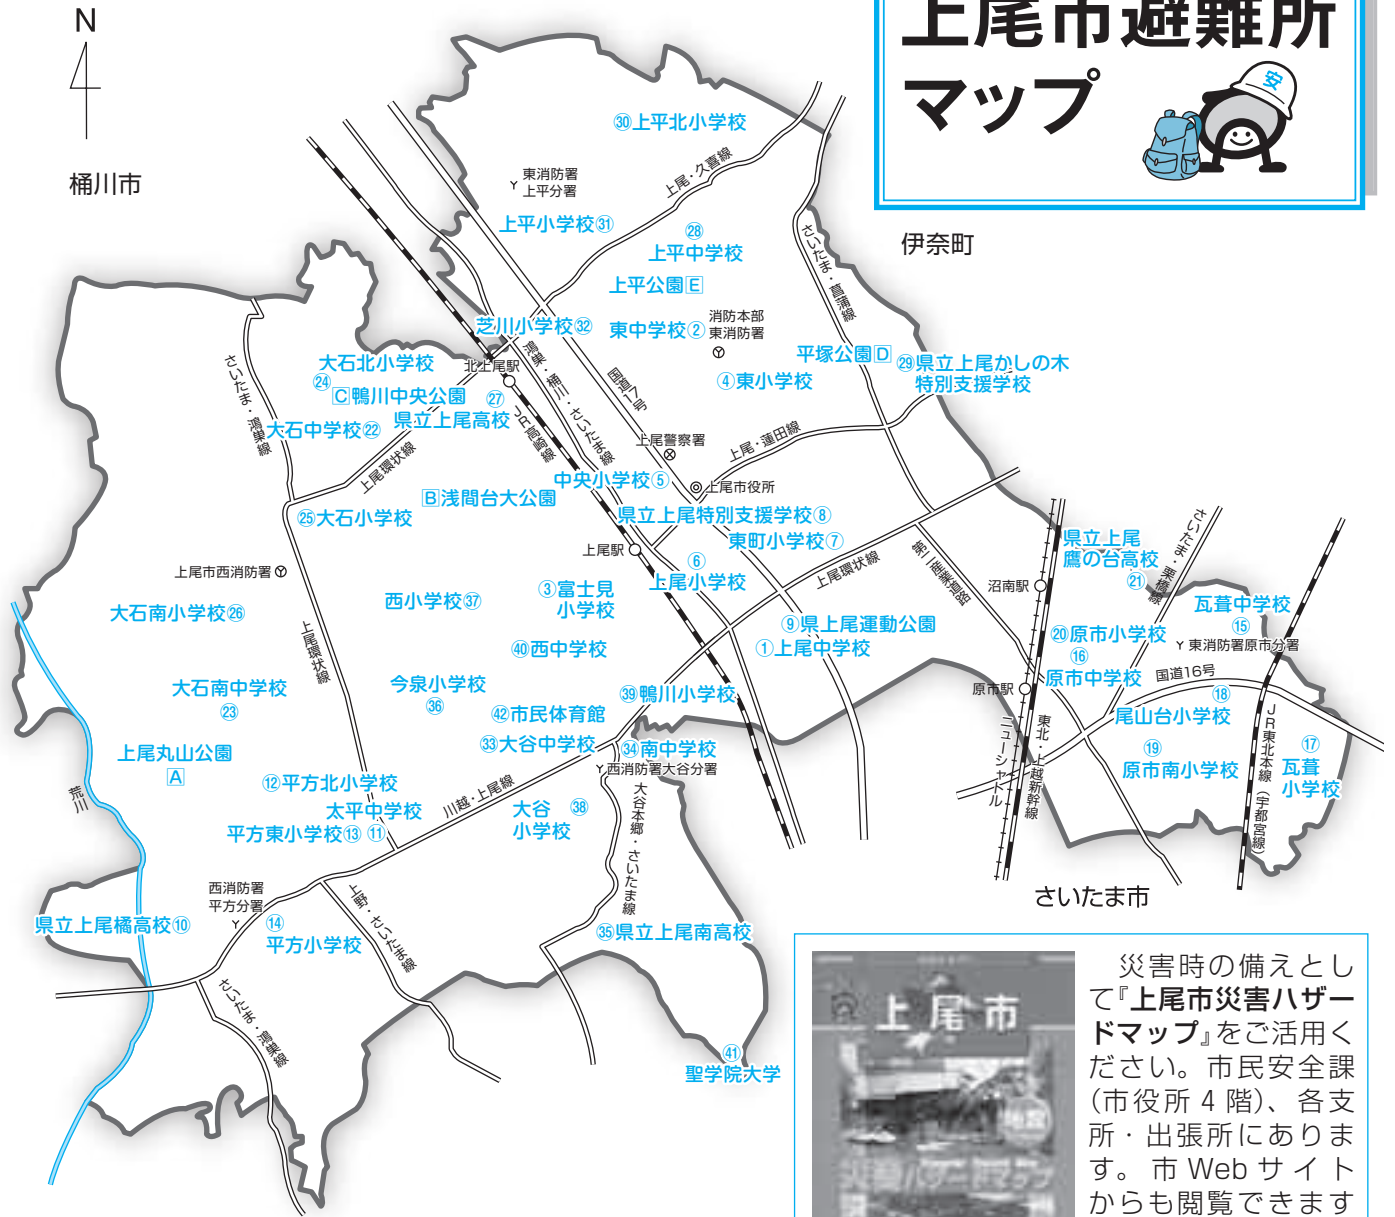 上尾市避難所
マップ
安
N
桶川市
伊奈町
㉚上平北小学校
東消防署
上平分署
上尾・久喜線
上平小学校㉛
㉘
上平中学校
さいたま・菖蒲線
上平公園E
芝川小学校㉜
東中学校②
消防本部
東消防署
平塚公園D
㉙県立上尾かしの木
特別支援学校
④東小学校
大石北小学校
㉔
北上尾駅
C鴨川中央公園
㉗
県立上尾高校
大石中学校㉒
さいたま・鴻巣線
上尾環状線
JR高崎線
鴻巣・桶川・さいたま線
国道17号
上尾警察署
上尾・蓮田線
中央小学校⑤
上尾市役所
B浅間台大公園
㉕大石小学校
県立上尾特別支援学校⑧
東町小学校⑦
上尾駅
⑥
上尾小学校
上尾環状線
第二産業道路
上尾市西消防署
③富士見
小学校
西小学校㊲
大石南小学校㉖
上尾環状線
㊵西中学校
⑨県上尾運動公園
①上尾中学校
沼南駅
県立上尾
鷹の台高校
㉑
さいたま・栗橋線
瓦葺中学校
⑮
東消防署原市分署
⑳原市小学校
⑯
原市中学校
国道16号
⑱
尾山台小学校
原市駅
ニューシャトル
東北・上越新幹線
⑲
原市南小学校
JR東北本線(宇都宮線)
⑰
瓦葺
小学校
大石南中学校
㉓
今泉小学校
㊱
㊷市民体育館
㊴鴨川小学校
上尾丸山公園
A
㉝大谷中学校
㉞南中学校
西消防署大谷分署
荒川
⑫平方北小学校
太平中学校
平方東小学校⑬
⑪
川越・上尾線
大谷
小学校
㊳
大谷本郷・さいたま線
西消防署
平方分署
県立上尾橘高校⑩
⑭
平方小学校
上野・さいたま線
㉟県立上尾南高校
さいたま・鴻巣線
㊶
聖学院大学
さいたま市
上尾市
災害ハザードマップ
災害時の備えとし
て『上尾市災害ハザー
ドマップ』をご活用く
ださい。市民安全課
(市役所4階)、各支
所・出張所にありま
す。市Webサイト
からも閲覧できます